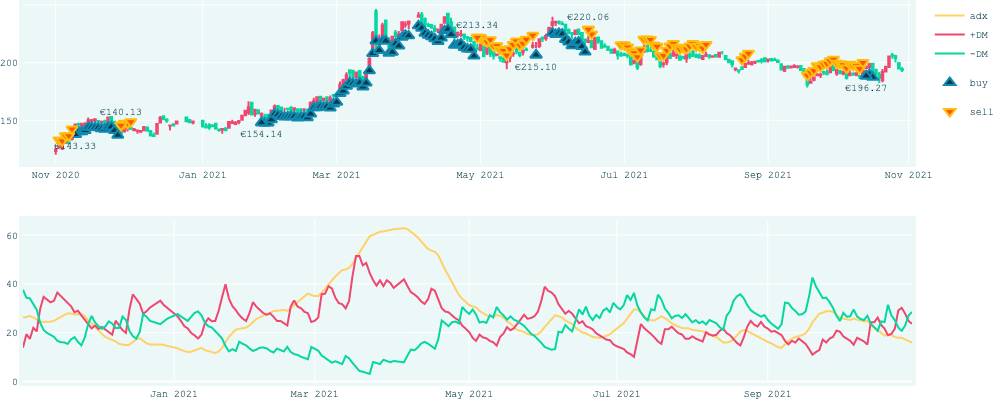 €220.06
€213.34
adx
+DM
-DM
buy
sell
200
€215.10
€196.27
€140.13
150
€154.14
€143.33
Nov 2020
Jan 2021
Mar 2021
May 2021
Jul 2021
Sep 2021
Nov 2021
60
40
20
0
Jan 2021
Mar 2021
May 2021
Jul 2021
Sep 2021